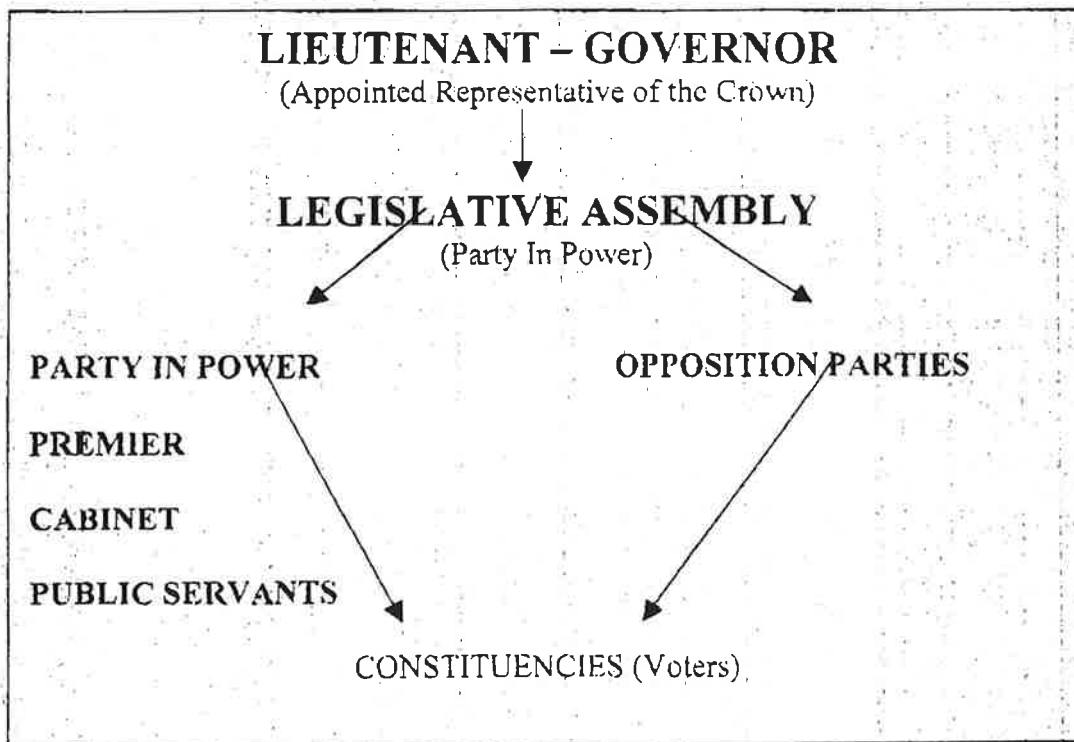 LIEUTENANT – GOVERNOR
(Appointed Representative of the Crown)
LEGISLATIVE ASSEMBLY
(Party In Power)
PARTY IN POWER
OPPOSITION PARTIES
PREMIER
CABINET
PUBLIC SERVANTS
CONSTITUENCIES (Voters)